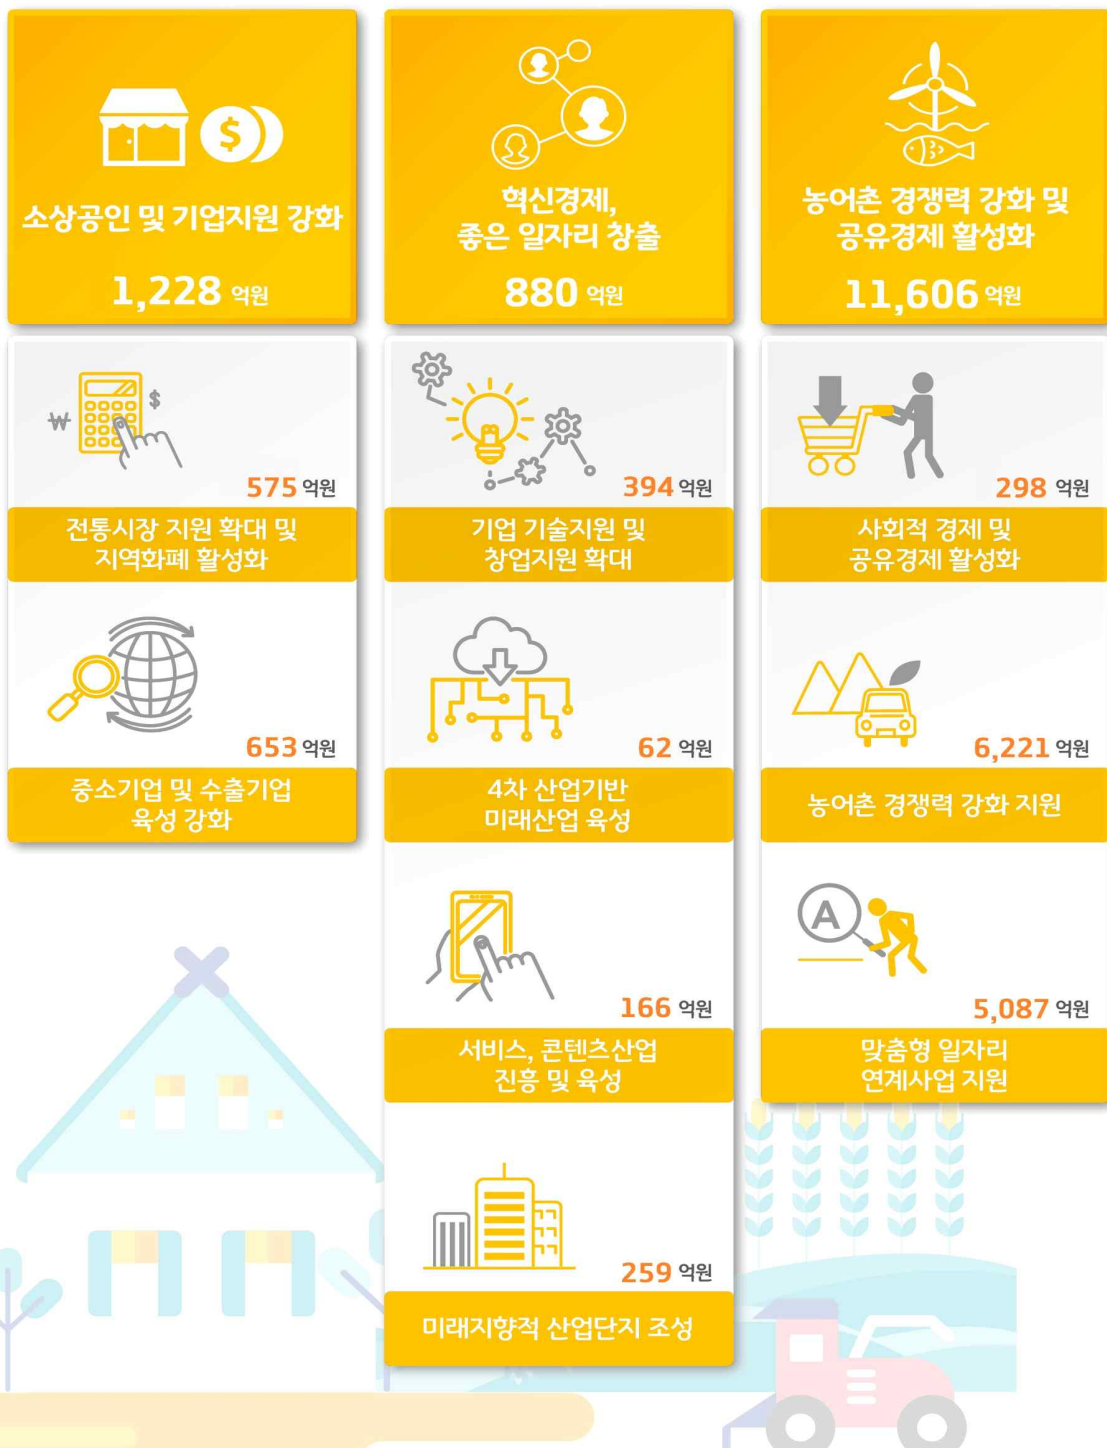 소상공인 및 기업지원 강화
1,228 억원
₩
$
575 억원
전통시장 지원 확대 및
지역화폐 활성화
653 억원
중소기업 및 수출기업
육성 강화
혁신경제,
좋은 일자리 창출
880 억원
394 억원
기업 기술지원 및
창업지원 확대
62 억원
4차 산업기반
미래산업 육성
166 억원
서비스, 콘텐츠산업
진흥 및 육성
259 억원
미래지향적 산업단지 조성
농어촌 경쟁력 강화 및
공유경제 활성화
11,606 억원
298 억원
사회적 경제 및
공유경제 활성화
6,221 억원
농어촌 경쟁력 강화 지원
A
5,087 억원
맞춤형 일자리
연계사업 지원